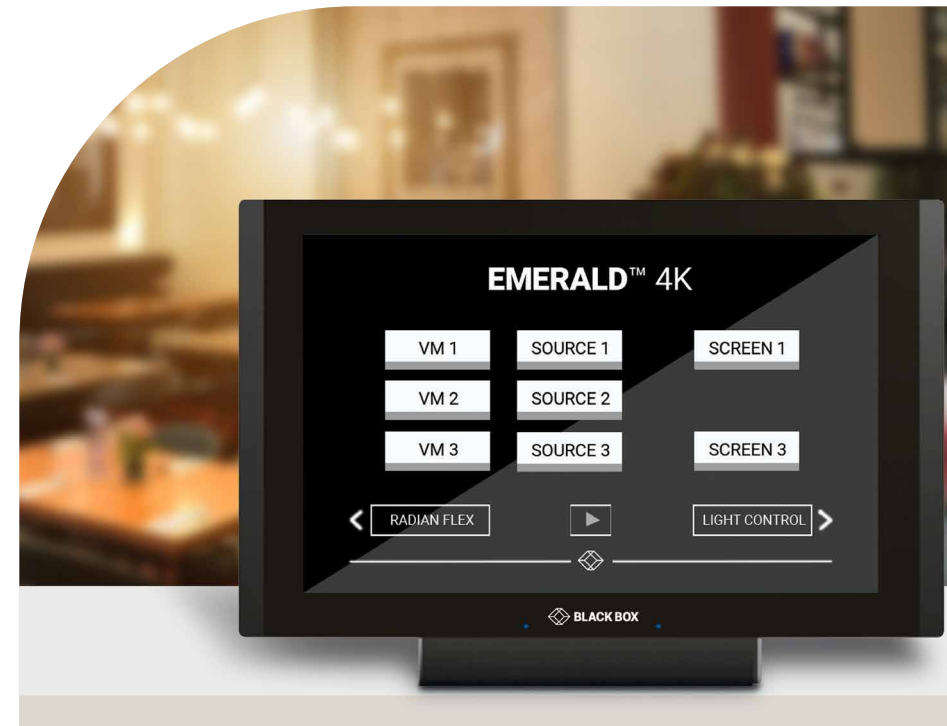 EMERALD™ 4K
VM 1 SOURCE 1 SCREEN 1
VM 2 SOURCE 2
VM 3 SOURCE 3 SCREEN 3
RADIAN FLEX LIGHT CONTROL
BLACK BOX